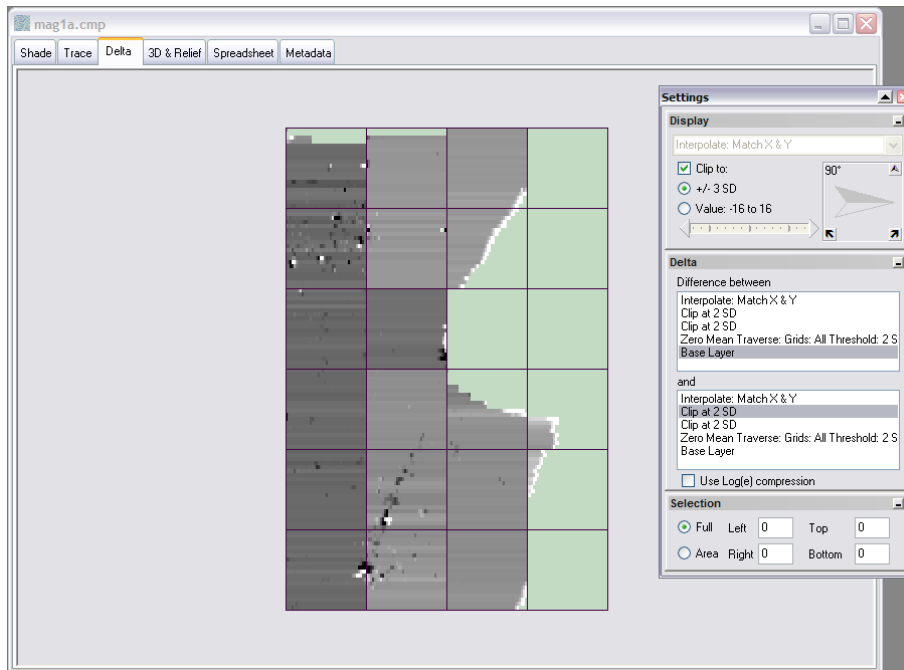 mag1a.cmp
Shade Trace Delta 3D & Relief Spreadsheet Metadata
Settings
Display
Interpolate: Match X & Y
Clip to:
90°
+/- 3 SD
Value: -16 to 16
Delta
Difference between
Interpolate: Match X & Y
Clip at 2 SD
Clip at 2 SD
Zero Mean Traverse: Grids: All Threshold: 2 S
Base Layer
and
Interpolate: Match X & Y
Clip at 2 SD
Clip at 2 SD
Zero Mean Traverse: Grids: All Threshold: 2 S
Base Layer
Use Log(e) compression
Selection
Full Left 0 Top 0
Area Right 0 Bottom 0